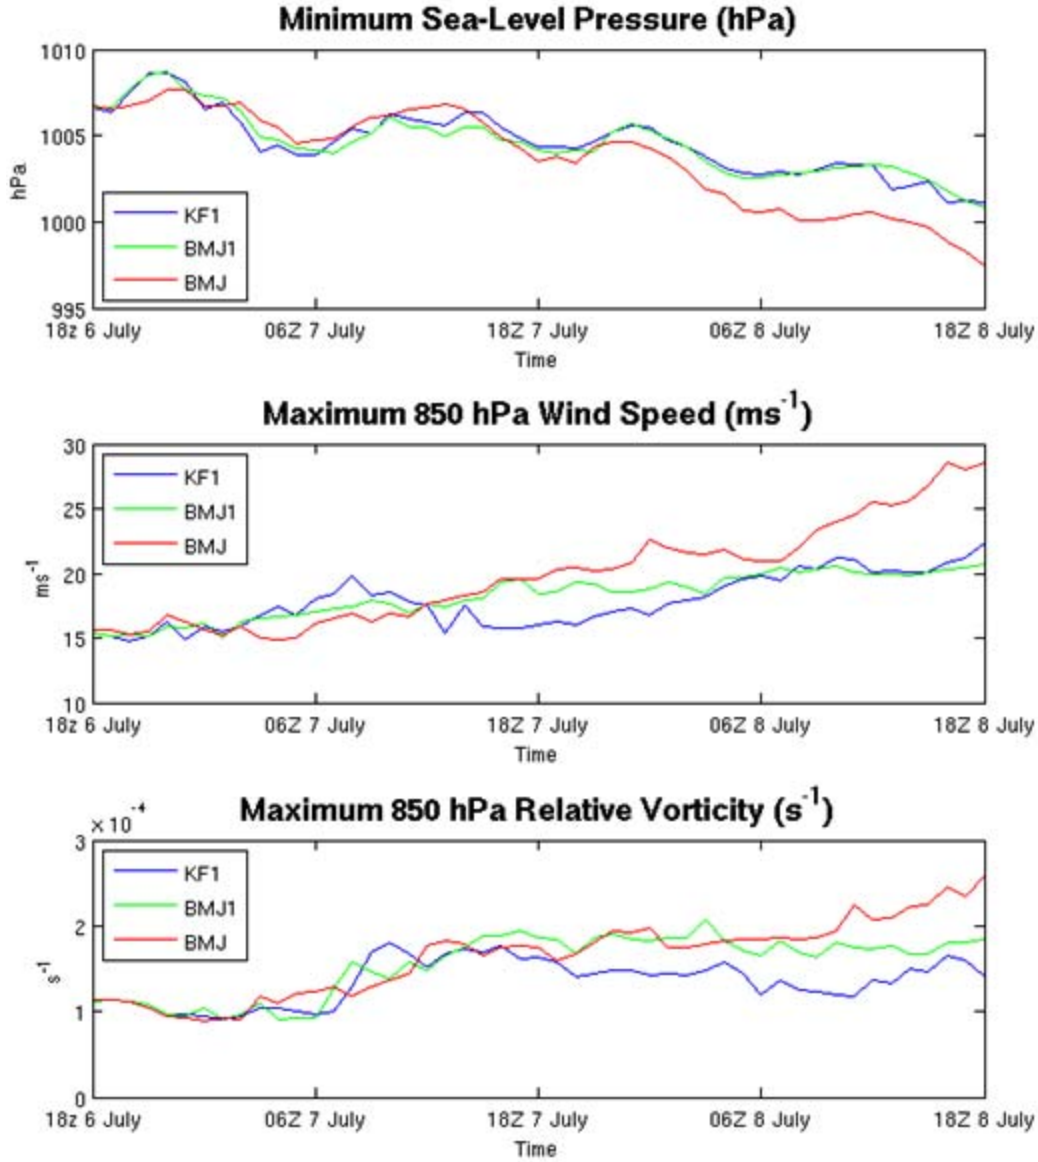 Minimum Sea-Level Pressure (hPa)
1010
1005
1000
995
hPa
KF1
BMJ1
BMJ
18z 6 July 06Z 7 July 18Z 7 July 06Z 8 July 18Z 8 July
Time
Maximum 850 hPa Wind Speed (ms⁻¹)
30
25
20
15
10
ms⁻¹
KF1
BMJ1
BMJ
18z 6 July 06Z 7 July 18Z 7 July 06Z 8 July 18Z 8 July
Time
Maximum 850 hPa Relative Vorticity (s⁻¹)
× 10⁻⁴
3
2
1
0
s⁻¹
KF1
BMJ1
BMJ
18z 6 July 06Z 7 July 18Z 7 July 06Z 8 July 18Z 8 July
Time